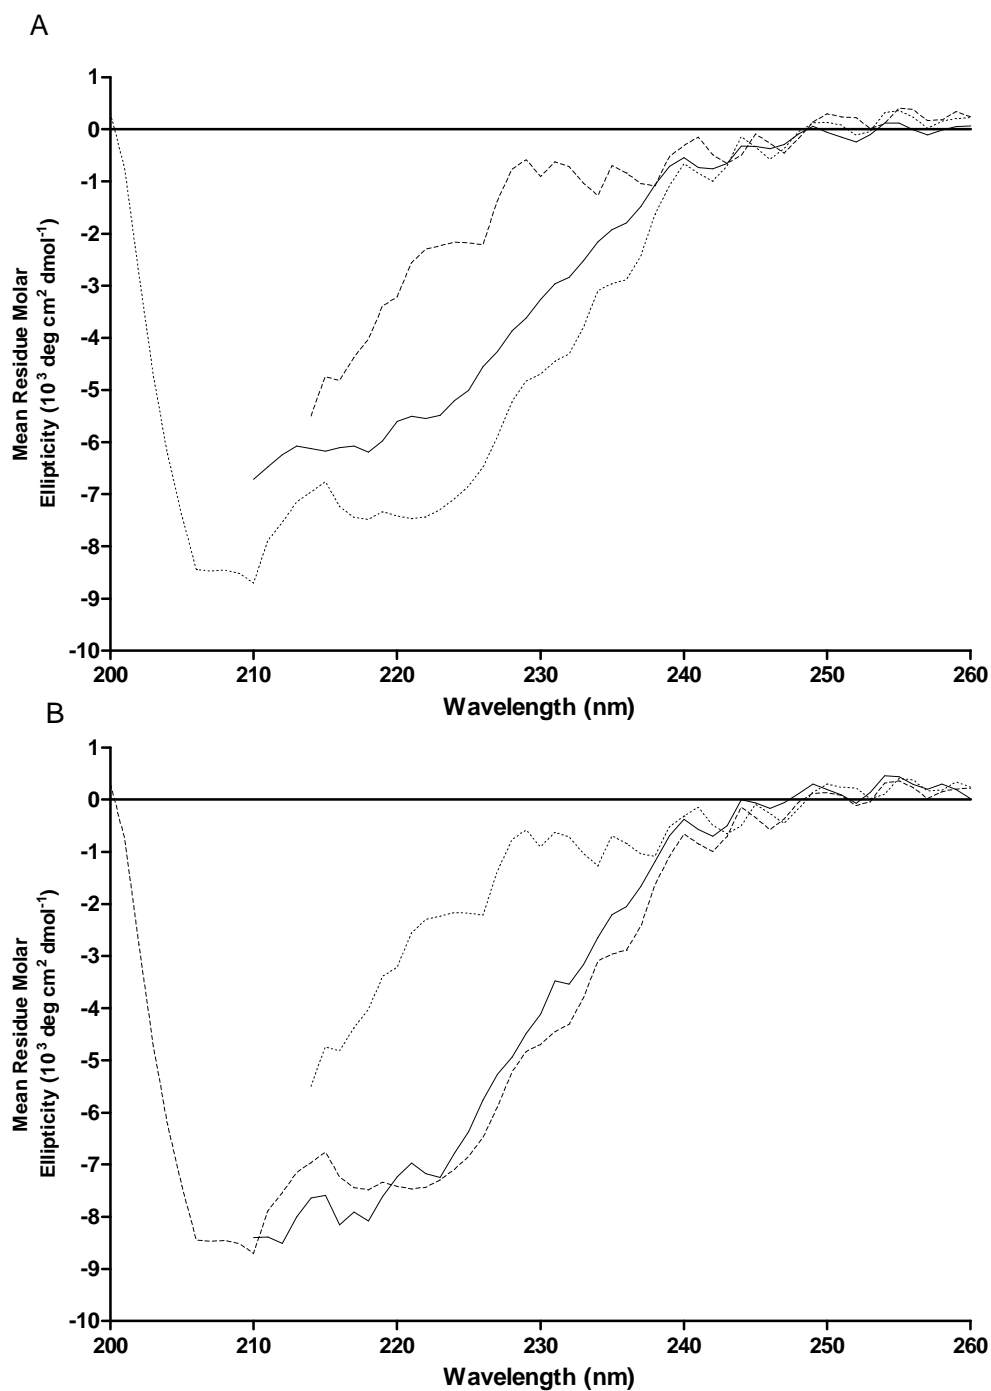 A
1
0
-1
-2
-3
-4
-5
-6
-7
-8
-9
-10
Mean Residue Molar
Ellipticity (10³ deg cm² dmol⁻¹)
200 210 220 230 240 250 260
Wavelength (nm)
B
1
0
-1
-2
-3
-4
-5
-6
-7
-8
-9
-10
Mean Residue Molar
Ellipticity (10³ deg cm² dmol⁻¹)
200 210 220 230 240 250 260
Wavelength (nm)